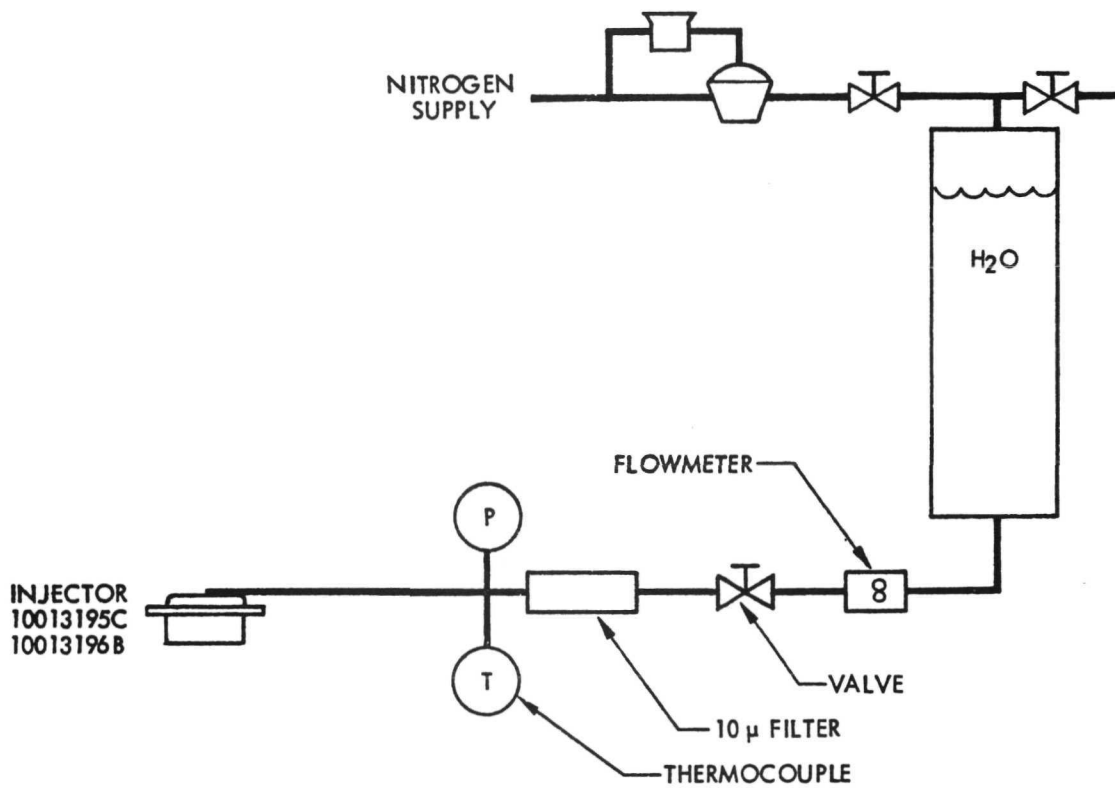 NITROGEN
SUPPLY
H2O
FLOWMETER
8
P
INJECTOR
10013195C
10013196B
T
VALVE
10 μ FILTER
THERMOCOUPLE